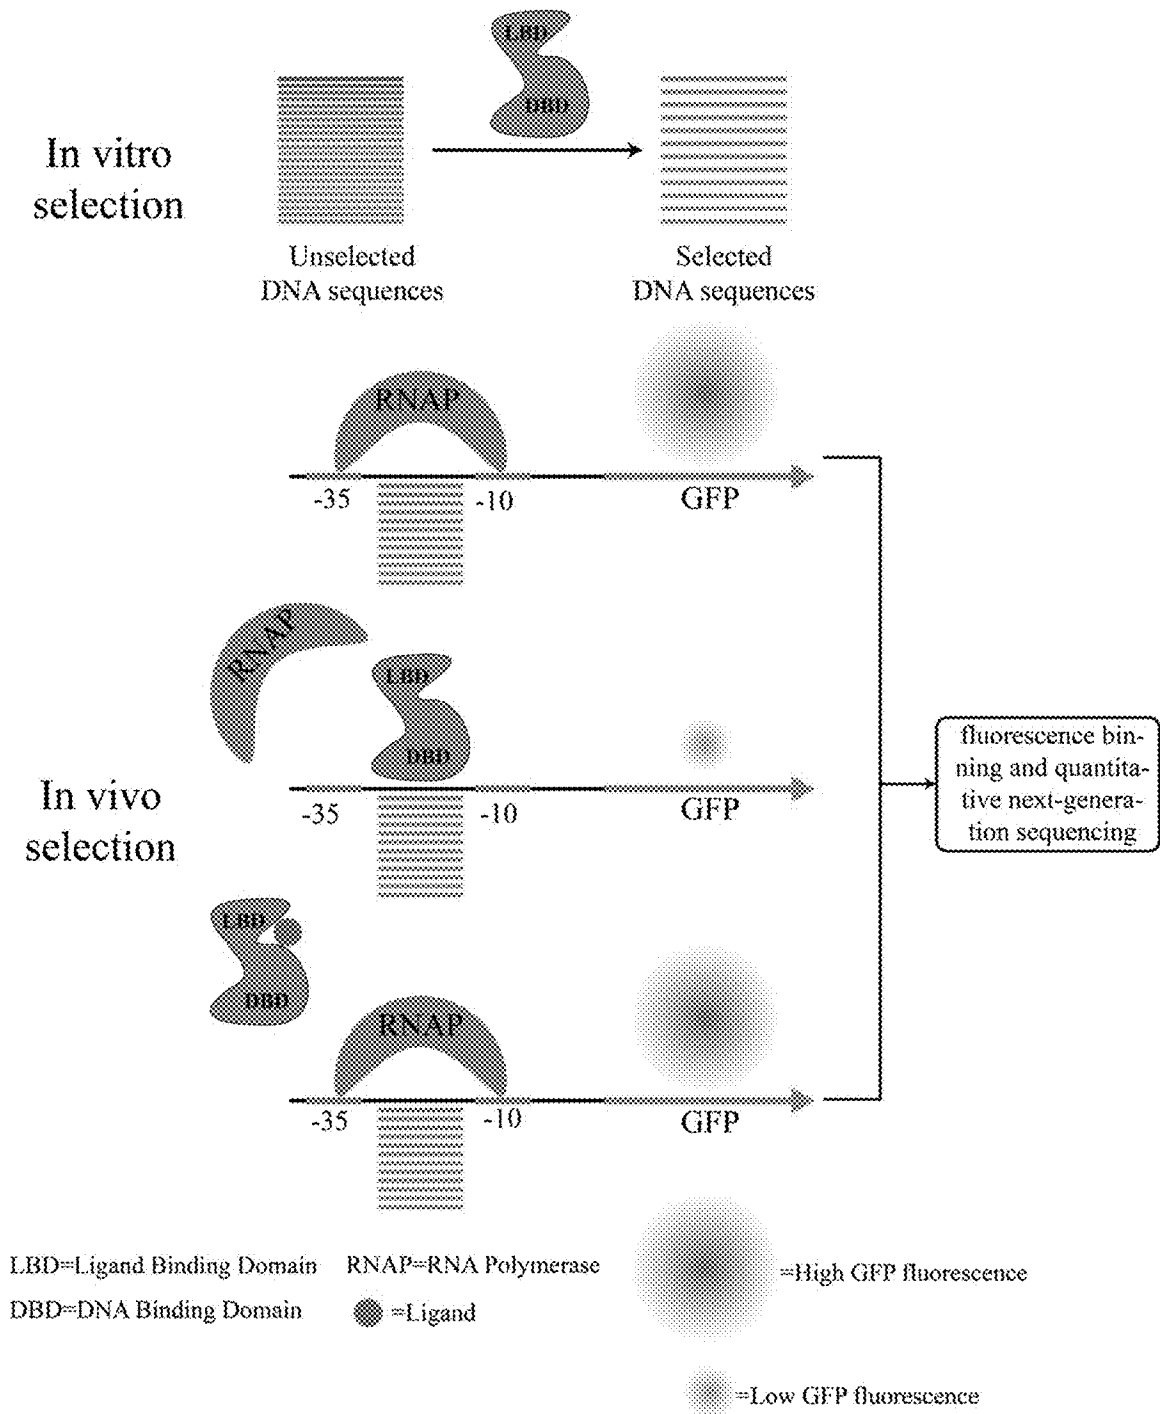 LBD
DBD
In vitro
selection
Unselected
DNA sequences
Selected
DNA sequences
RNAP
-35
-10
GFP
RNAP
LBD
DBD
-35
-10
GFP
In vivo
selection
fluorescence bin-
ning and quantita-
tive next-genera-
tion sequencing
LBD
DBD
RNAP
-35
-10
GFP
LBD=Ligand Binding Domain
RNAP=RNA Polymerase
=High GFP fluorescence
DBD=DNA Binding Domain
=Ligand
=Low GFP fluorescence